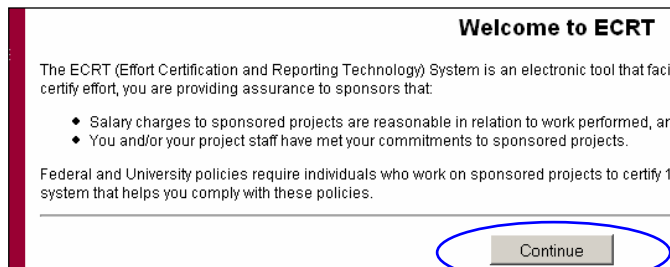 Welcome to ECRT
The ECRT (Effort Certification and Reporting Technology) System is an electronic tool that faci
certify effort, you are providing assurance to sponsors that:
◆ Salary charges to sponsored projects are reasonable in relation to work performed, an
◆ You and/or your project staff have met your commitments to sponsored projects.
Federal and University policies require individuals who work on sponsored projects to certify 1
system that helps you comply with these policies.
Continue